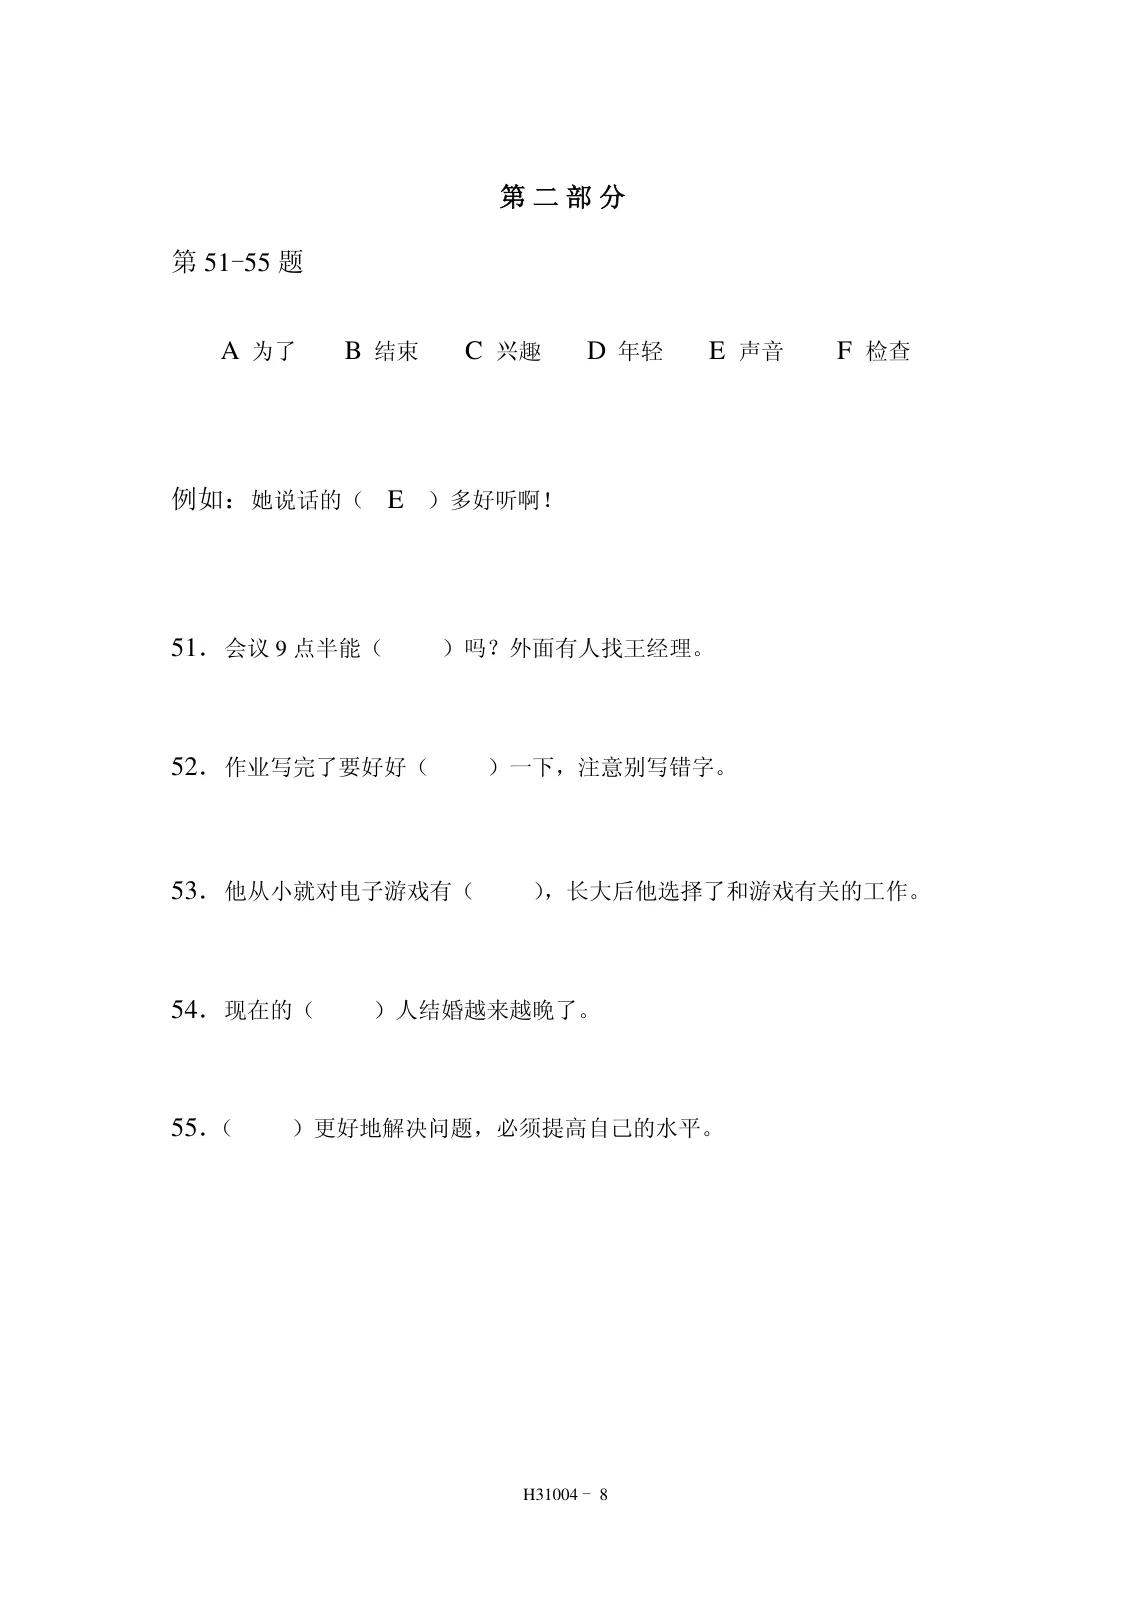 第二部分
第 51-55 题
A 为了 B 结束 C 兴趣 D 年轻 E 声音 F 检查
例如：她说话的（ E ）多好听啊！
51．会议 9 点半能（ ）吗？外面有人找王经理。
52．作业写完了要好好（ ）一下，注意别写错字。
53．他从小就对电子游戏有（ ），长大后他选择了和游戏有关的工作。
54．现在的（ ）人结婚越来越晚了。
55．（ ）更好地解决问题，必须提高自己的水平。
H31004 - 8